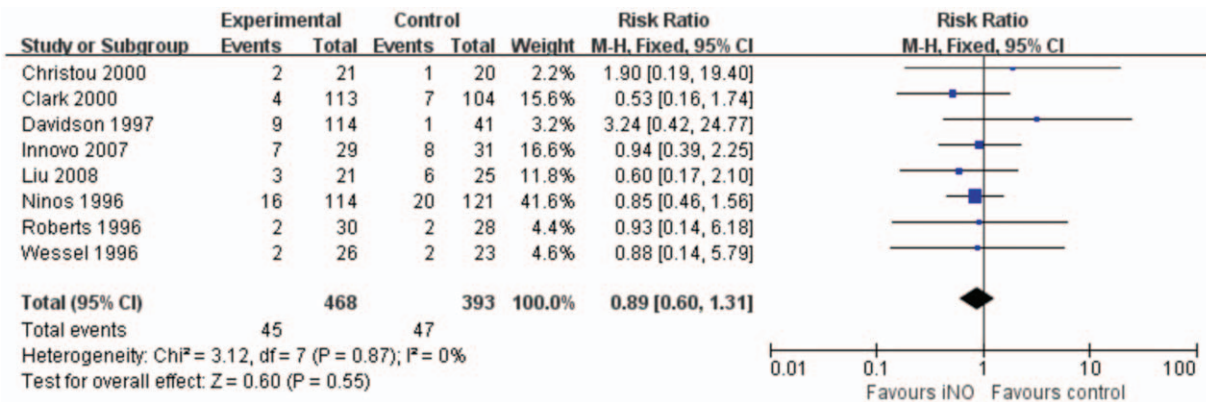 Experimental Control Risk Ratio Risk Ratio
Study or Subgroup Events Total Events Total Weight M-H, Fixed, 95% CI M-H, Fixed, 95% CI
Christou 2000 2 21 1 20 2.2% 1.90 [0.19, 19.40]
Clark 2000 4 113 7 104 15.6% 0.53 [0.16, 1.74]
Davidson 1997 9 114 1 41 3.2% 3.24 [0.42, 24.77]
Innovo 2007 7 29 8 31 16.6% 0.94 [0.39, 2.25]
Liu 2008 3 21 6 25 11.8% 0.60 [0.17, 2.10]
Ninos 1996 16 114 20 121 41.6% 0.85 [0.46, 1.56]
Roberts 1996 2 30 2 28 4.4% 0.93 [0.14, 6.18]
Wessel 1996 2 26 2 23 4.6% 0.88 [0.14, 5.79]
Total (95% CI) 468 393 100.0% 0.89 [0.60, 1.31]
Total events 45 47
Heterogeneity: Chi² = 3.12, df = 7 (P = 0.87); I² = 0%
Test for overall effect: Z = 0.60 (P = 0.55)
0.01 0.1 1 10 100
Favours iNO Favours control